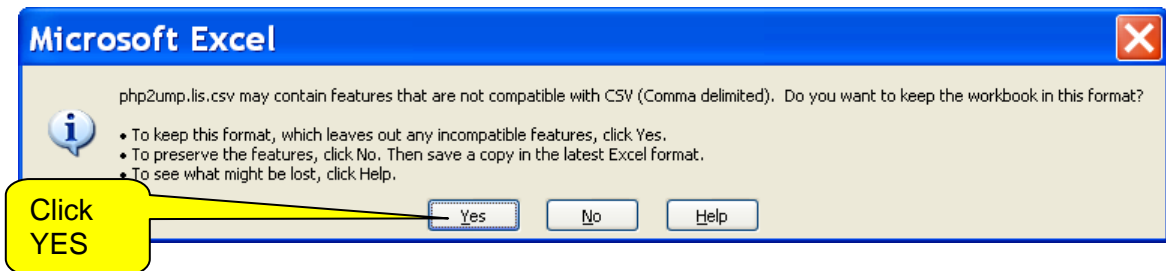 Microsoft Excel
php2ump.lis.csv may contain features that are not compatible with CSV (Comma delimited). Do you want to keep the workbook in this format?
• To keep this format, which leaves out any incompatible features, click Yes.
• To preserve the features, click No. Then save a copy in the latest Excel format.
• To see what might be lost, click Help.
Click
YES
Yes No Help